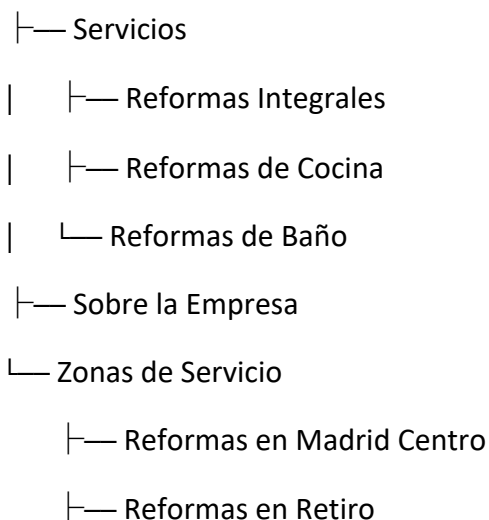 ├── Servicios
│ ├── Reformas Integrales
│ ├── Reformas de Cocina
│ └── Reformas de Baño
├── Sobre la Empresa
└── Zonas de Servicio
├── Reformas en Madrid Centro
├── Reformas en Retiro